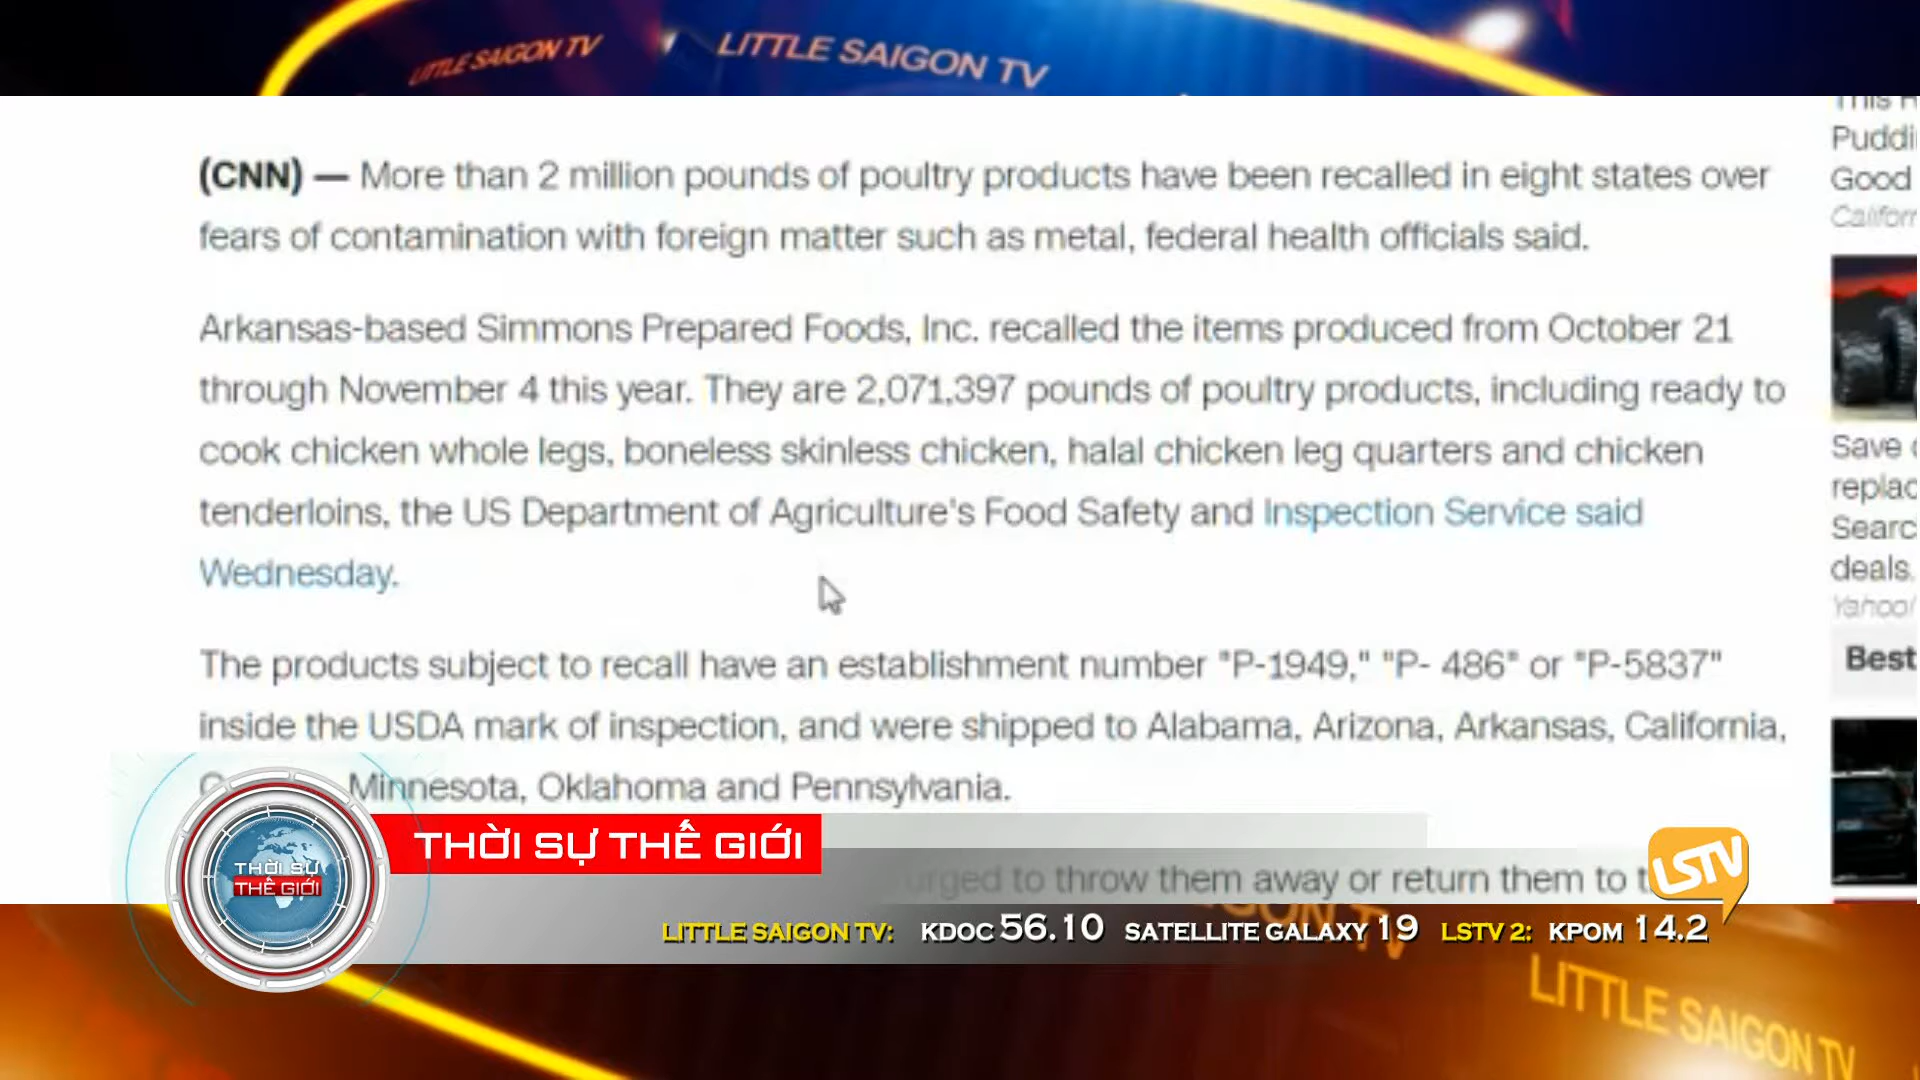 LITTLE SAIGON TV
LITTLE SAIGON TV
(CNN) — More than 2 million pounds of poultry products have been recalled in eight states over
fears of contamination with foreign matter such as metal, federal health officials said.
Arkansas-based Simmons Prepared Foods, Inc. recalled the items produced from October 21
through November 4 this year. They are 2,071,397 pounds of poultry products, including ready to
cook chicken whole legs, boneless skinless chicken, halal chicken leg quarters and chicken
tenderloins, the US Department of Agriculture's Food Safety and Inspection Service said
Wednesday.
The products subject to recall have an establishment number "P-1949," "P- 486" or "P-5837"
inside the USDA mark of inspection, and were shipped to Alabama, Arizona, Arkansas, California,
Minnesota, Oklahoma and Pennsylvania.
urged to throw them away or return them to
This
Puddi
Good
Save
replac
Searc
deals.
Yahoo!
Best
THỜI SỰ
THẾ GIỚI
THỜI SỰ THẾ GIỚI
LSTV
LITTLE SAIGON TV: KDOC 56.10 SATELLITE GALAXY 19 LSTV 2: KPOM 14.2
LITTLE SAIGON TV